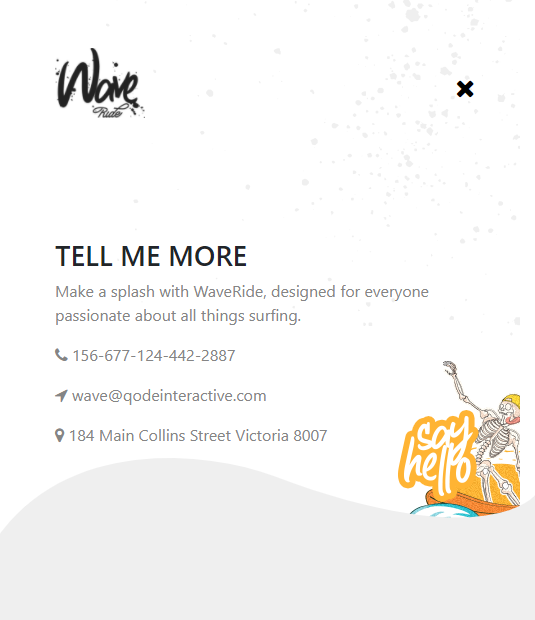 Wave
Ride
TELL ME MORE
Make a splash with WaveRide, designed for everyone
passionate about all things surfing.
156-677-124-442-2887
wave@qodeinteractive.com
184 Main Collins Street Victoria 8007
say
hello